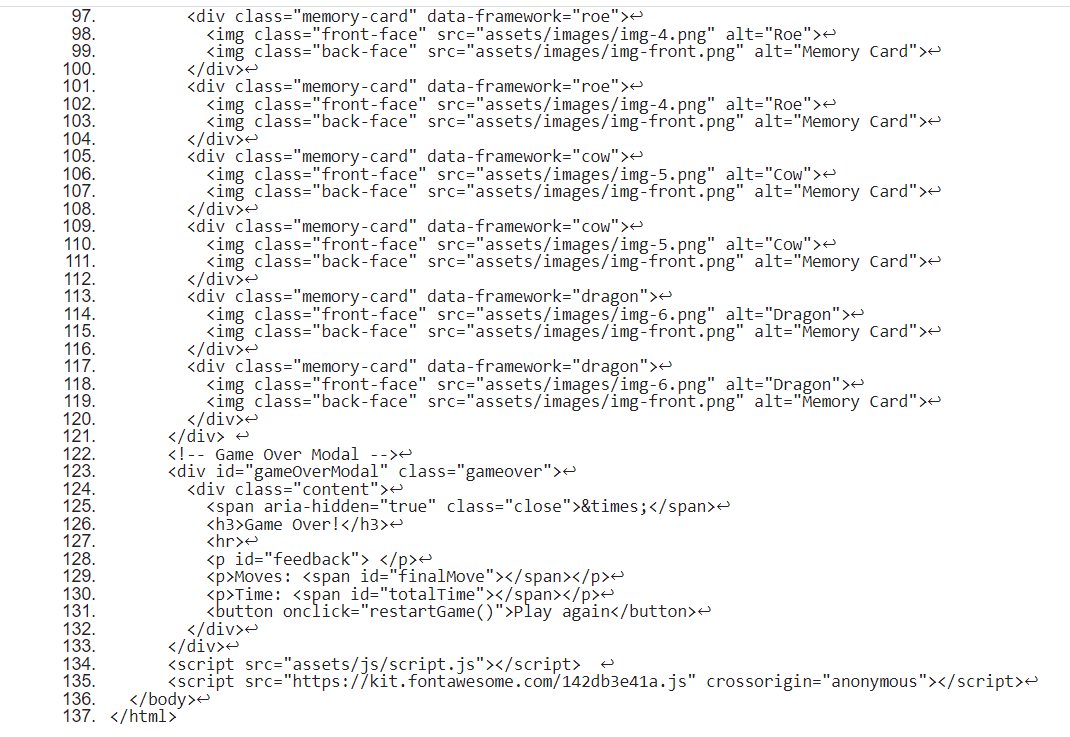 97. <div class="memory-card" data-framework="roe">↩
98. <img class="front-face" src="assets/images/img-4.png" alt="Roe">↩
99. <img class="back-face" src="assets/images/img-front.png" alt="Memory Card">↩
100. </div>↩
101. <div class="memory-card" data-framework="roe">↩
102. <img class="front-face" src="assets/images/img-4.png" alt="Roe">↩
103. <img class="back-face" src="assets/images/img-front.png" alt="Memory Card">↩
104. </div>↩
105. <div class="memory-card" data-framework="cow">↩
106. <img class="front-face" src="assets/images/img-5.png" alt="Cow">↩
107. <img class="back-face" src="assets/images/img-front.png" alt="Memory Card">↩
108. </div>↩
109. <div class="memory-card" data-framework="cow">↩
110. <img class="front-face" src="assets/images/img-5.png" alt="Cow">↩
111. <img class="back-face" src="assets/images/img-front.png" alt="Memory Card">↩
112. </div>↩
113. <div class="memory-card" data-framework="dragon">↩
114. <img class="front-face" src="assets/images/img-6.png" alt="Dragon">↩
115. <img class="back-face" src="assets/images/img-front.png" alt="Memory Card">↩
116. </div>↩
117. <div class="memory-card" data-framework="dragon">↩
118. <img class="front-face" src="assets/images/img-6.png" alt="Dragon">↩
119. <img class="back-face" src="assets/images/img-front.png" alt="Memory Card">↩
120. </div>↩
121. </div> ↩
122. <!-- Game Over Modal -->↩
123. <div id="gameOverModal" class="gameover">↩
124. <div class="content">↩
125. <span aria-hidden="true" class="close">&times;</span>↩
126. <h3>Game Over!</h3>↩
127. <hr>↩
128. <p id="feedback"> </p>↩
129. <p>Moves: <span id="finalMove"></span></p>↩
130. <p>Time: <span id="totalTime"></span></p>↩
131. <button onclick="restartGame()">Play again</button>↩
132. </div>↩
133. </div>↩
134. <script src="assets/js/script.js"></script> ↩
135. <script src="https://kit.fontawesome.com/142db3e41a.js" crossorigin="anonymous"></script>↩
136. </body>↩
137. </html>